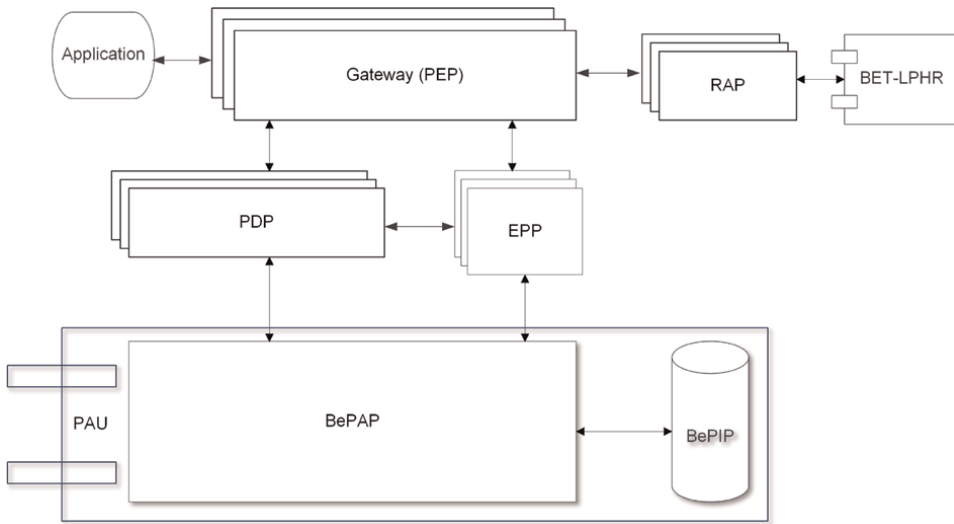 Application
Gateway (PEP)
RAP
BET-LPHR
PDP
EPP
PAU
BePAP
BePIP